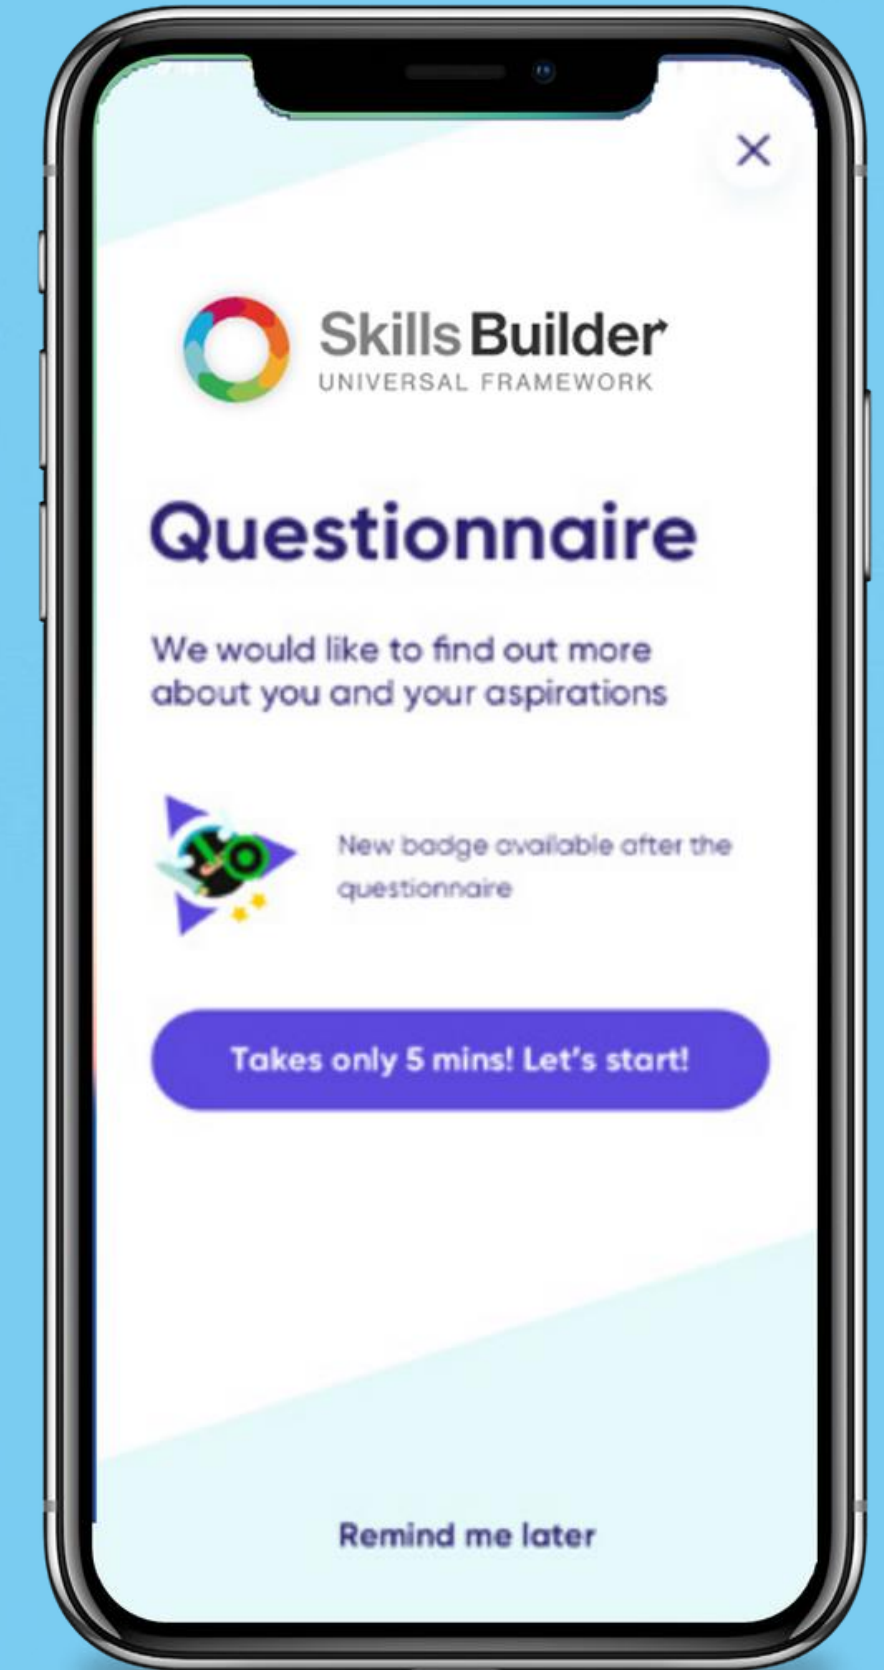 Skills Builder
UNIVERSAL FRAMEWORK
Questionnaire
We would like to find out more
about you and your aspirations
New badge available after the
questionnaire
Takes only 5 mins! Let's start!
Remind me later